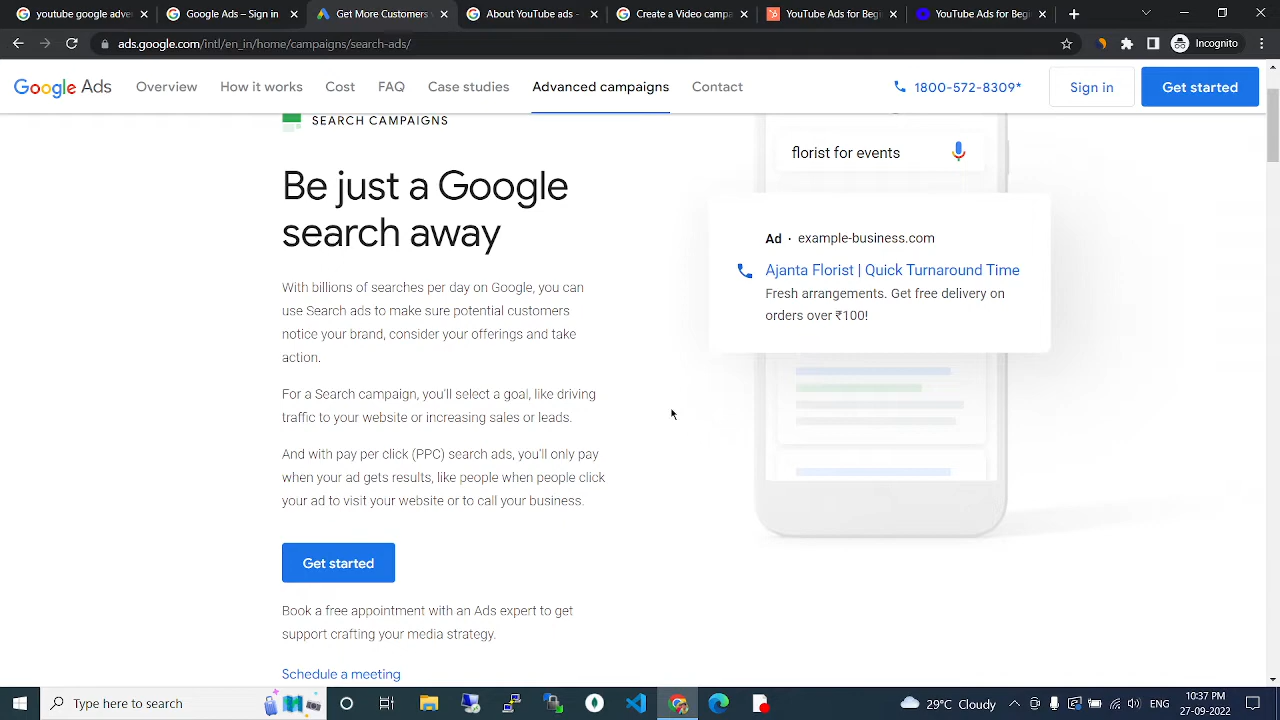 youtube google adve
Google Ads - Sign in
Get More Customers
About YouTube ads -
Create a Video campa
YouTube Ads for Beg
YouTube Ads for Beg
ads.google.com/intl/en_in/home/campaigns/search-ads/
Incognito
Google Ads
Overview
How it works
Cost
FAQ
Case studies
Advanced campaigns
Contact
1800-572-8309*
Sign in
Get started
SEARCH CAMPAIGNS
Be just a Google
search away
With billions of searches per day on Google, you can
use Search ads to make sure potential customers
notice your brand, consider your offerings and take
action.
For a Search campaign, you'll select a goal, like driving
traffic to your website or increasing sales or leads.
And with pay per click (PPC) search ads, you'll only pay
when your ad gets results, like people when people click
your ad to visit your website or to call your business.
Get started
Book a free appointment with an Ads expert to get
support crafting your media strategy.
Schedule a meeting
florist for events
Ad · example-business.com
Ajanta Florist | Quick Turnaround Time
Fresh arrangements. Get free delivery on
orders over ₹100!
Type here to search
29°C Cloudy
ENG
10:37 PM
27-09-2022